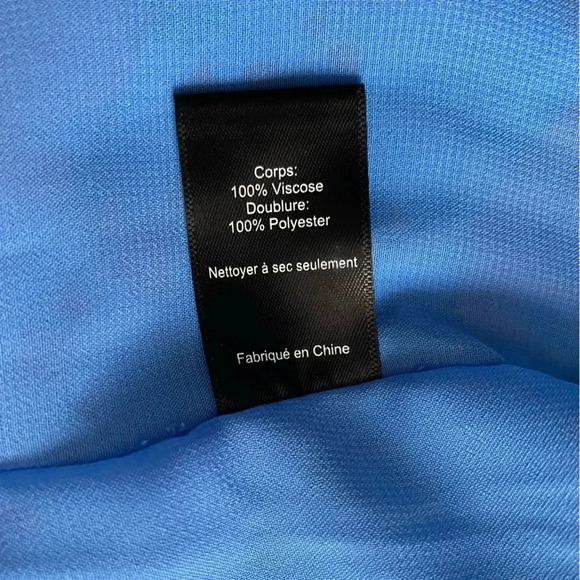 Corps:
100% Viscose
Doublure:
100% Polyester
Nettoyer à sec seulement
Fabriqué en Chine